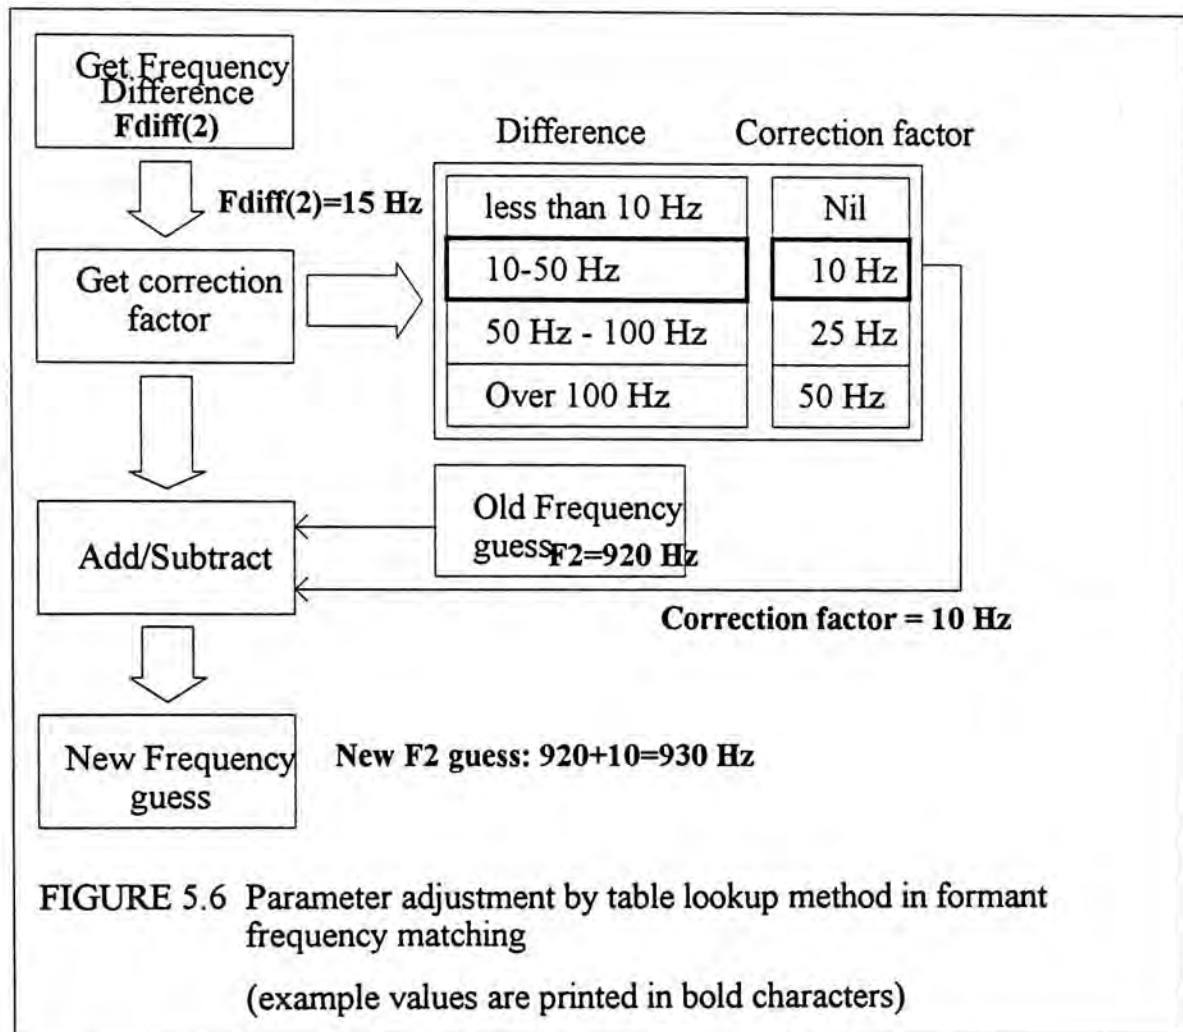 Get Frequency
Difference
Fdiff(2)
Fdiff(2)=15 Hz
Difference
Correction factor
less than 10 Hz
Nil
10-50 Hz
10 Hz
50 Hz - 100 Hz
25 Hz
Over 100 Hz
50 Hz
Get correction
factor
Old Frequency
guess
F2=920 Hz
Add/Subtract
Correction factor = 10 Hz
New Frequency
guess
New F2 guess: 920+10=930 Hz
FIGURE 5.6 Parameter adjustment by table lookup method in formant
frequency matching
(example values are printed in bold characters)